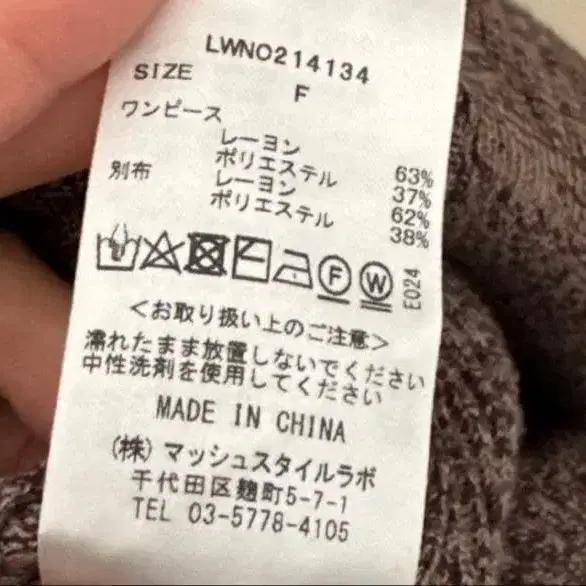 LWNO214134
SIZE
F
ワンピース
レーヨン 63%
ポリエステル 37%
別布 レーヨン 62%
ポリエステル 38%
F W E024
＜お取り扱い上のご注意＞
濡れたまま放置しないでください
中性洗剤を使用してください
MADE IN CHINA
(株) マッシュスタイルラボ
千代田区麹町5-7-1
TEL 03-5778-4105